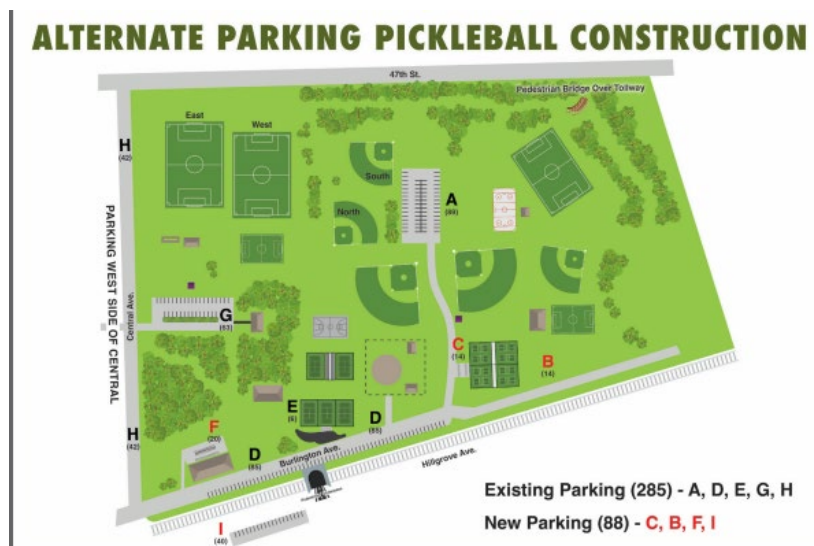 ALTERNATE PARKING PICKLEBALL CONSTRUCTION
47th St.
Pedestrian Bridge Over Tollway
East
West
H
(42)
South
A
(99)
North
PARKING WEST SIDE OF CENTRAL
Central Ave.
G
(63)
C
(14)
B
(14)
E
(6)
D
(55)
F
(20)
H
(42)
D
(55)
Burlington Ave.
Hillgrove Ave.
I
(40)
Existing Parking (285) - A, D, E, G, H
New Parking (88) - C, B, F, I